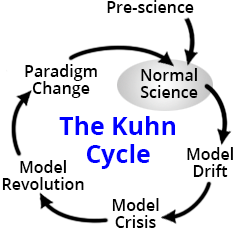 Pre-science
Normal
Science
Model
Drift
Model
Crisis
Model
Revolution
Paradigm
Change
The Kuhn
Cycle